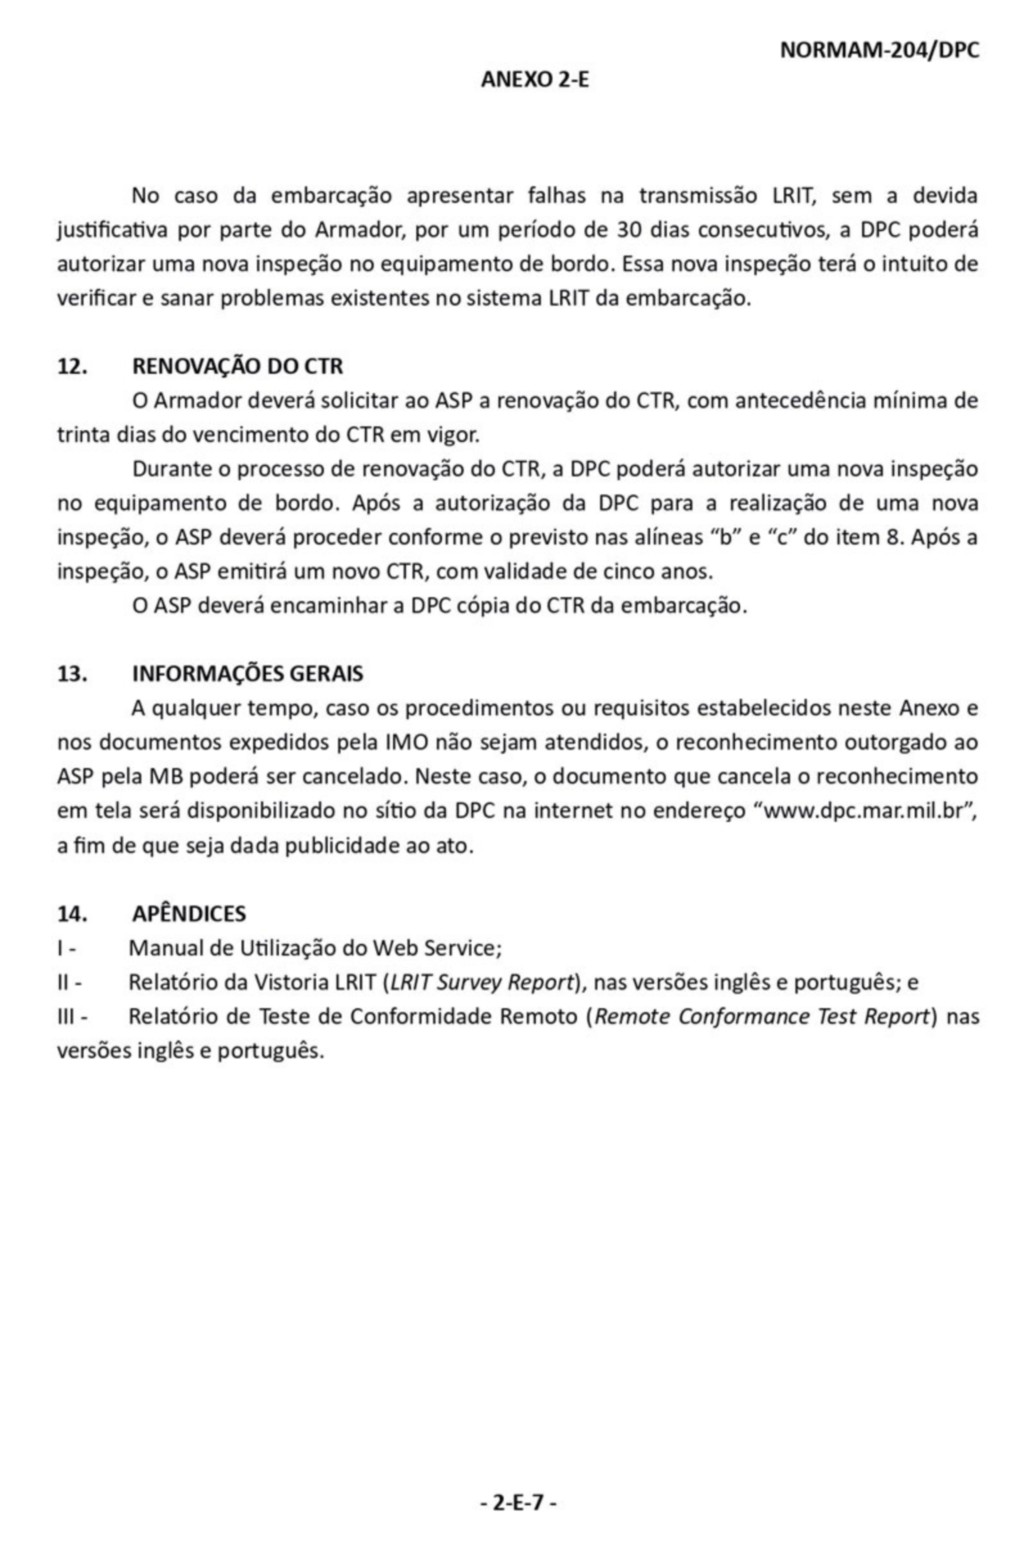 NORMAM-204/DPC
ANEXO 2-E
No caso da embarcação apresentar falhas na transmissão LRIT, sem a devida
justificativa por parte do Armador, por um período de 30 dias consecutivos, a DPC poderá
autorizar uma nova inspeção no equipamento de bordo. Essa nova inspeção terá o intuito de
verificar e sanar problemas existentes no sistema LRIT da embarcação.
12. RENOVAÇÃO DO CTR
O Armador deverá solicitar ao ASP a renovação do CTR, com antecedência mínima de
trinta dias do vencimento do CTR em vigor.
Durante o processo de renovação do CTR, a DPC poderá autorizar uma nova inspeção
no equipamento de bordo. Após a autorização da DPC para a realização de uma nova
inspeção, o ASP deverá proceder conforme o previsto nas alíneas “b” e “c” do item 8. Após a
inspeção, o ASP emitirá um novo CTR, com validade de cinco anos.
O ASP deverá encaminhar a DPC cópia do CTR da embarcação.
13. INFORMAÇÕES GERAIS
A qualquer tempo, caso os procedimentos ou requisitos estabelecidos neste Anexo e
nos documentos expedidos pela IMO não sejam atendidos, o reconhecimento outorgado ao
ASP pela MB poderá ser cancelado. Neste caso, o documento que cancela o reconhecimento
em tela será disponibilizado no sítio da DPC na internet no endereço “www.dpc.mar.mil.br”,
a fim de que seja dada publicidade ao ato.
14. APÊNDICES
I - Manual de Utilização do Web Service;
II - Relatório da Vistoria LRIT (LRIT Survey Report), nas versões inglês e português; e
III - Relatório de Teste de Conformidade Remoto (Remote Conformance Test Report) nas
versões inglês e português.
- 2-E-7 -